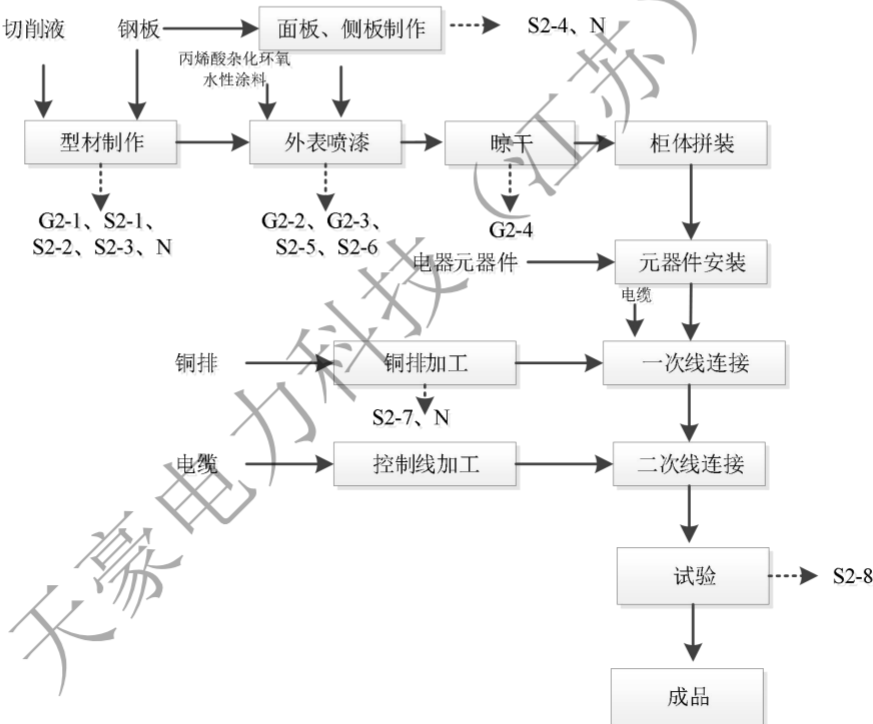 切削液
钢板
面板、侧板制作
S2-4、N
丙烯酸杂化环氧
水性涂料
型材制作
外表喷漆
晾干
柜体拼装
G2-1、S2-1、
S2-2、S2-3、N
G2-2、G2-3、
S2-5、S2-6
G2-4
电器元器件
元器件安装
电缆
铜排
铜排加工
一次线连接
S2-7、N
电缆
控制线加工
二次线连接
试验
S2-8
成品
天豪电力科技（江苏）